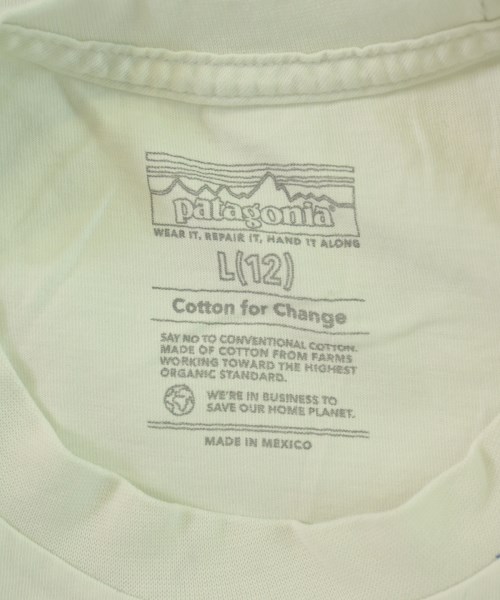 patagonia
WEAR IT, REPAIR IT, HAND IT ALONG
L(12)
Cotton for Change
SAY NO TO CONVENTIONAL COTTON.
MADE OF COTTON FROM FARMS
WORKING TOWARD THE HIGHEST
ORGANIC STANDARD.
WE'RE IN BUSINESS TO
SAVE OUR HOME PLANET.
MADE IN MEXICO